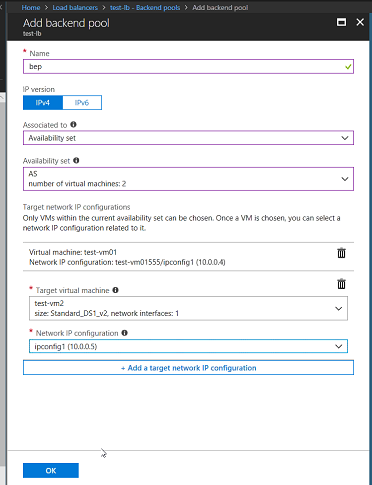 Home > Load balancers > test-lb - Backend pools > Add backend pool
Add backend pool
test-lb
* Name
bep
IP version
IPv4 IPv6
Associated to
Availability set
Availability set
AS
number of virtual machines: 2
Target network IP configurations
Only VMs within the current availability set can be chosen. Once a VM is chosen, you can select a
network IP configuration related to it.
Virtual machine: test-vm01
Network IP configuration: test-vm01555/ipconfig1 (10.0.0.4)
* Target virtual machine
test-vm2
size: Standard_DS1_v2, network interfaces: 1
* Network IP configuration
ipconfig1 (10.0.0.5)
+ Add a target network IP configuration
OK